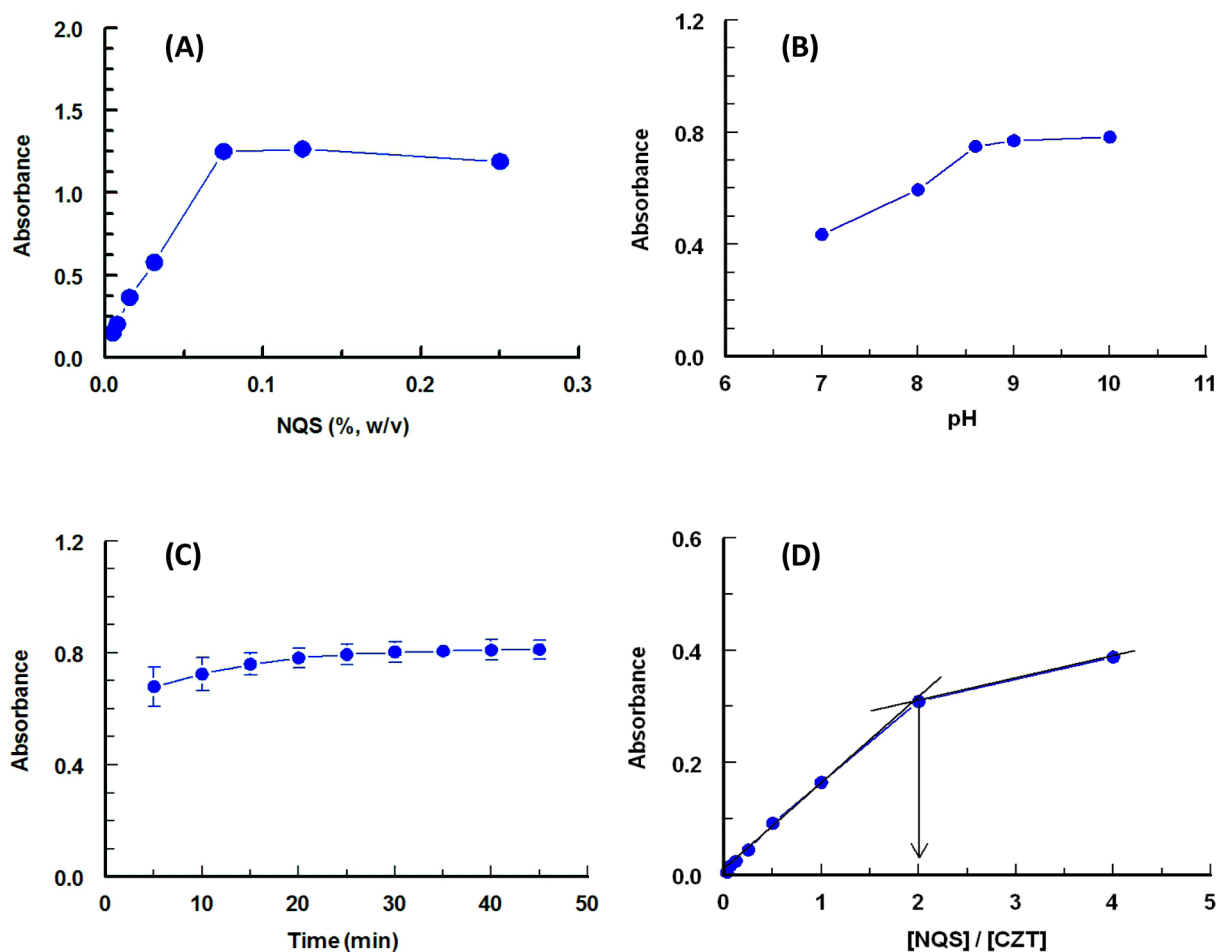 (A)
2.0
1.5
1.0
0.5
0.0
Absorbance
0.0 0.1 0.2 0.3
NQS (%, w/v)
(B)
1.2
0.8
0.4
0.0
Absorbance
6 7 8 9 10 11
pH
(C)
1.2
0.8
0.4
0.0
Absorbance
0 10 20 30 40 50
Time (min)
(D)
0.6
0.4
0.2
0.0
Absorbance
0 1 2 3 4 5
[NQS] / [CZT]